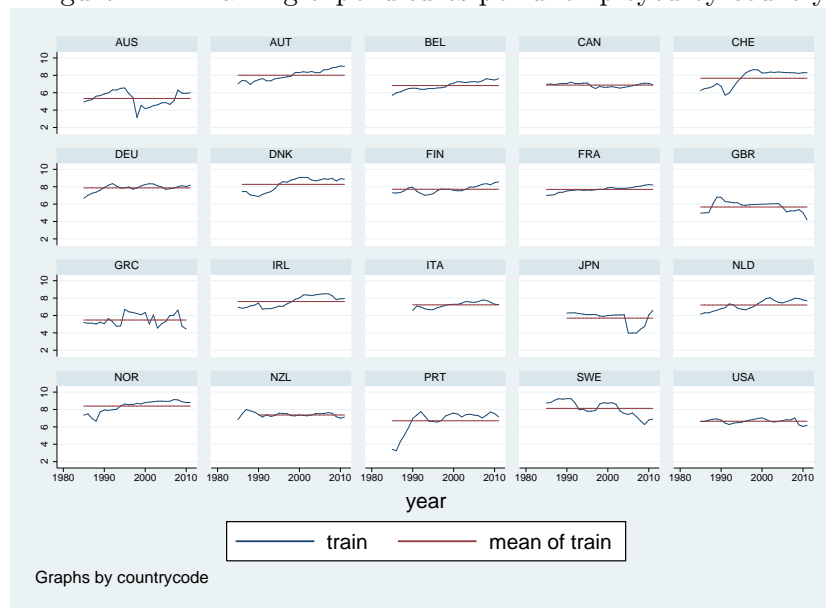 AUS AUT BEL CAN CHE
10
8
6
4
2
DEU DNK FIN FRA GBR
10
8
6
4
2
GRC IRL ITA JPN NLD
10
8
6
4
2
NOR NZL PRT SWE USA
10
8
6
4
2
1980 1990 2000 2010 1980 1990 2000 2010 1980 1990 2000 2010 1980 1990 2000 2010 1980 1990 2000 2010
year
train mean of train
Graphs by countrycode